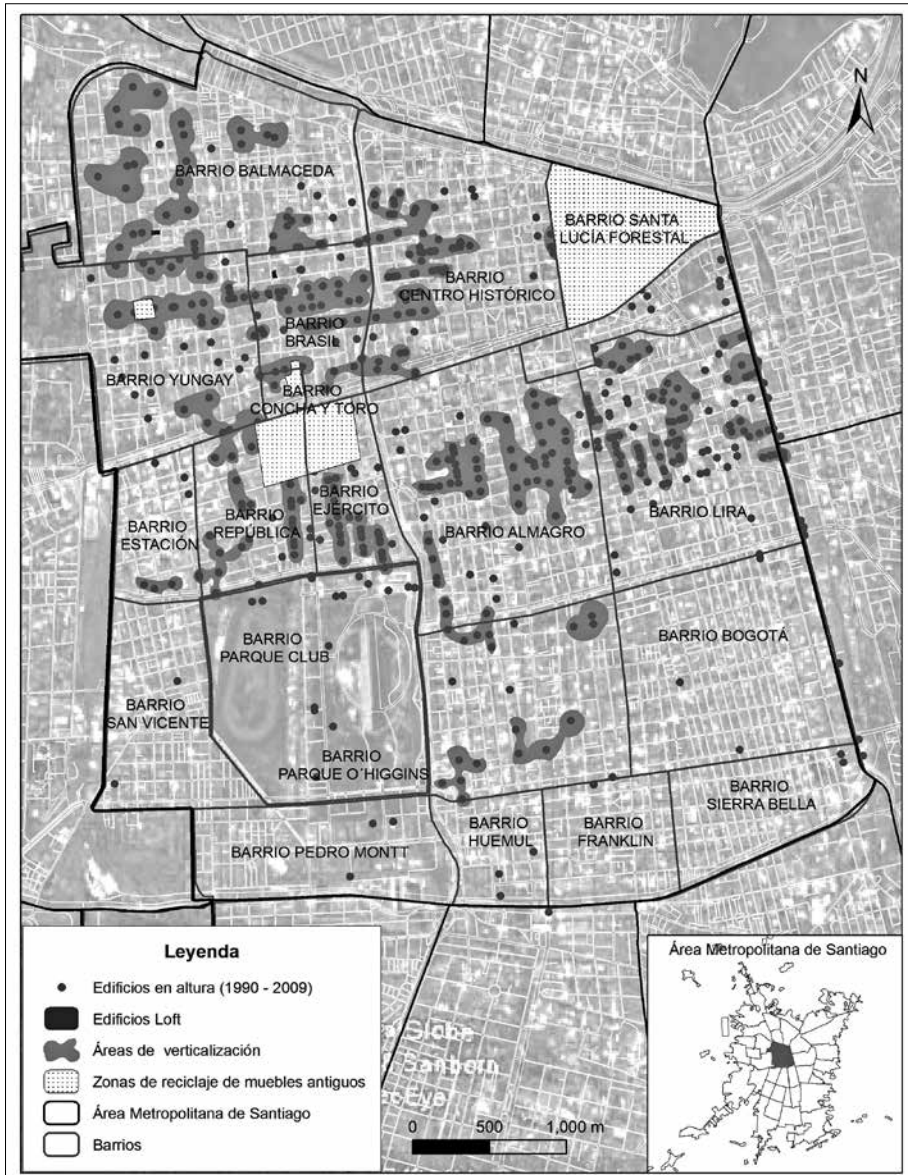 N
BARRIO BALMACEDA
BARRIO SANTA
LUCÍA FORESTAL
BARRIO
CENTRO HISTÓRICO
BARRIO
BRASIL
BARRIO YUNGAY
BARRIO
CONCHA Y TORO
BARRIO
ESTACIÓN
BARRIO
REPÚBLICA
BARRIO
EJÉRCITO
BARRIO ALMAGRO
BARRIO LIRA
BARRIO
PARQUE CLUB
BARRIO BOGOTÁ
BARRIO
SAN VICENTE
BARRIO
PARQUE O´HIGGINS
BARRIO
SIERRA BELLA
BARRIO
HUEMUL
BARRIO
FRANKLIN
BARRIO PEDRO MONTT
Leyenda
Edificios en altura (1990 - 2009)
Edificios Loft
Áreas de verticalización
Zonas de reciclaje de muebles antiguos
Área Metropolitana de Santiago
Barrios
Globe
Sanborn
Eye
0 500 1,000 m
Área Metropolitana de Santiago